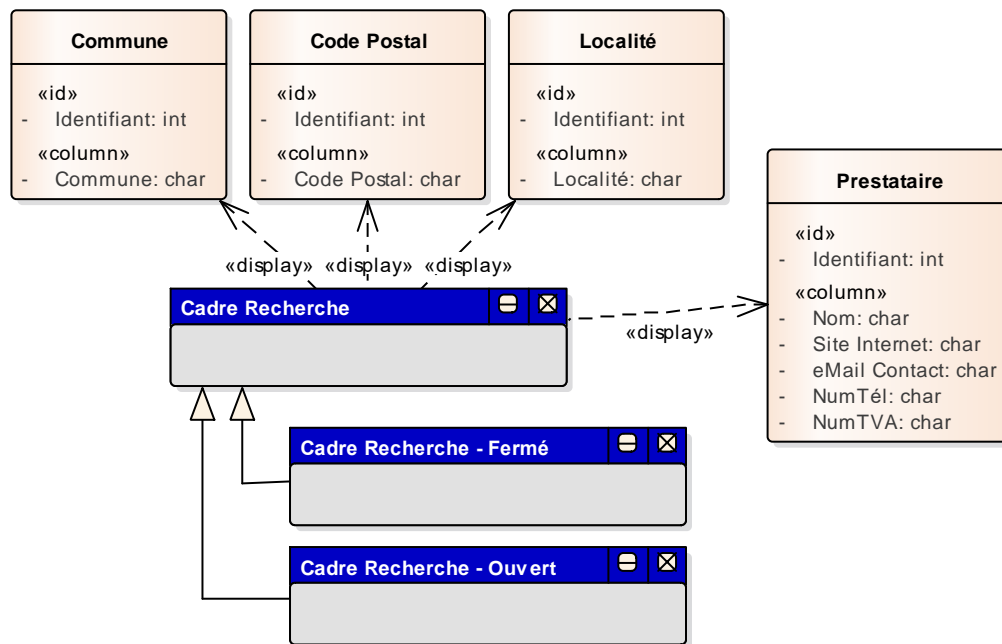 Commune
«id»
- Identifiant: int
«column»
- Commune: char
Code Postal
«id»
- Identifiant: int
«column»
- Code Postal: char
Localité
«id»
- Identifiant: int
«column»
- Localité: char
Prestataire
«id»
- Identifiant: int
«column»
- Nom: char
- Site Internet: char
- eMail Contact: char
- NumTél: char
- NumTVA: char
«display»
«display»
«display»
«display»
Cadre Recherche
Cadre Recherche - Fermé
Cadre Recherche - Ouvert